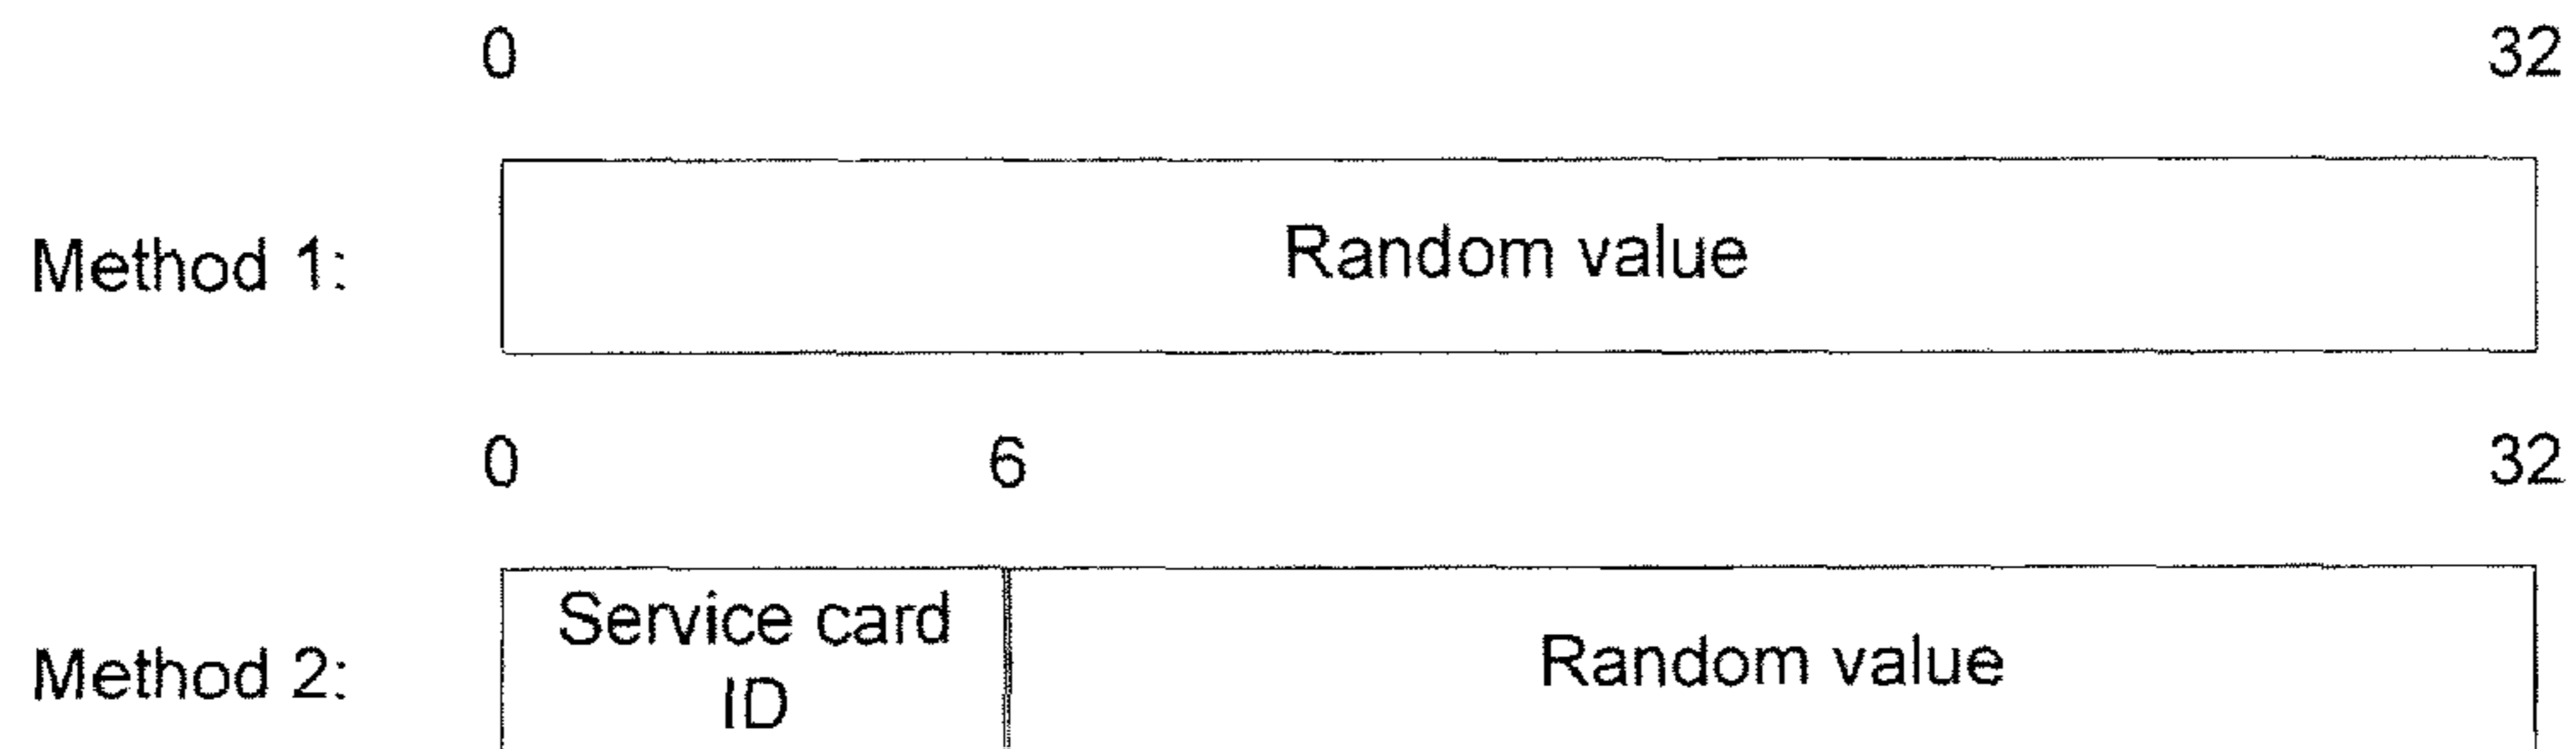 0 32
Method 1: Random value
0 6 32
Service card
Method 2: Random value
ID